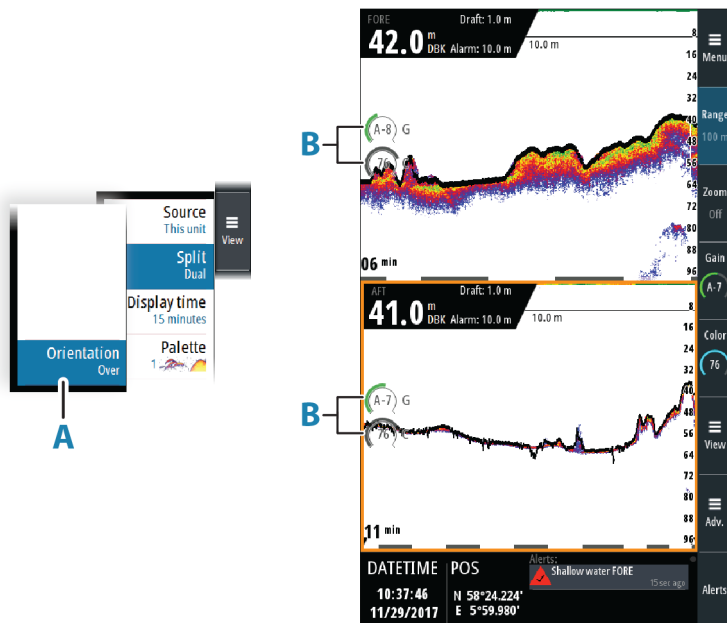 Source
This unit
View
Split
Dual
Display time
15 minutes
Palette
1
Orientation
Over
A
FORE
Draft: 1.0 m
42.0 m
DBK Alarm: 10.0 m
10.0 m
8
16
24
32
40
48
56
64
72
80
88
96
B
A-8 G
76
06 min
AFT
Draft: 1.0 m
41.0 m
DBK Alarm: 10.0 m
10.0 m
8
16
24
32
40
48
56
64
72
80
88
96
B
A-7 G
76 C
11 min
Menu
Range
100 m
Zoom
Off
Gain
A-7
Color
76
View
Adv.
Alerts
DATETIME
10:37:46
11/29/2017
POS
N 58°24.224'
E 5°59.980'
Alerts:
Shallow water FORE
15 sec ago